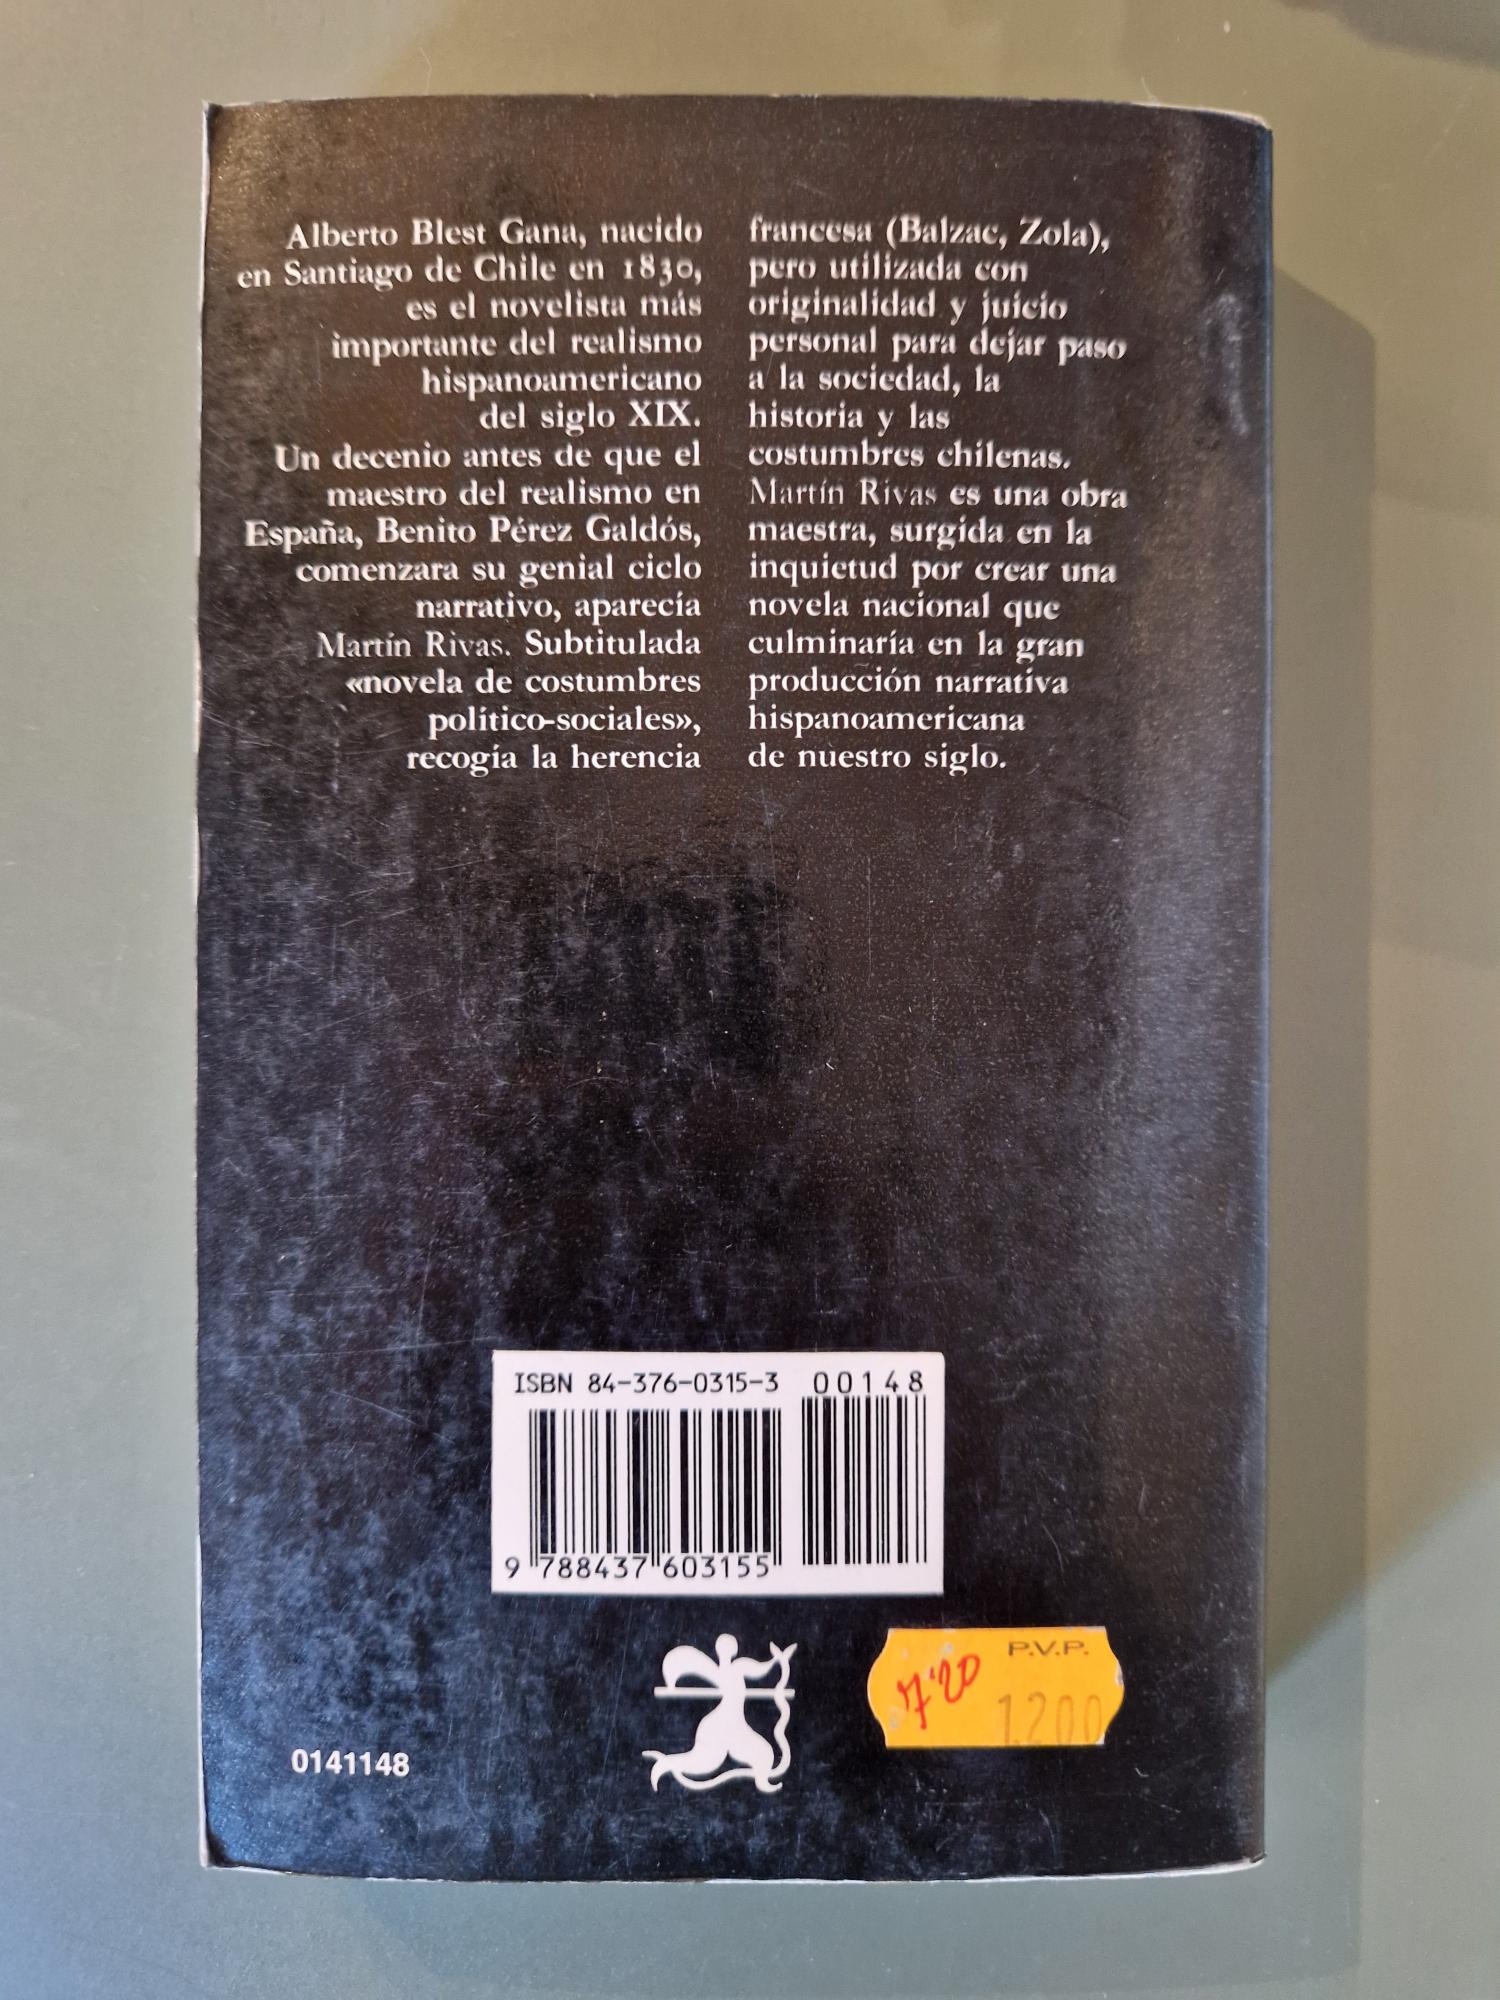 Alberto Blest Gana, nacido
en Santiago de Chile en 1830,
es el novelista más
importante del realismo
hispanoamericano
del siglo XIX.
Un decenio antes de que el
maestro del realismo en
España, Benito Pérez Galdós,
comenzara su genial ciclo
narrativo, aparecía
Martín Rivas. Subtitulada
«novela de costumbres
político-sociales»,
recogía la herencia
francesa (Balzac, Zola),
pero utilizada con
originalidad y juicio
personal para dejar paso
a la sociedad, la
historia y las
costumbres chilenas.
Martín Rivas es una obra
maestra, surgida en la
inquietud por crear una
novela nacional que
culminaría en la gran
producción narrativa
hispanoamericana
de nuestro siglo.
ISBN 84-376-0315-3 00148
9 788437 603155
P.V.P.
7'20
1200
0141148